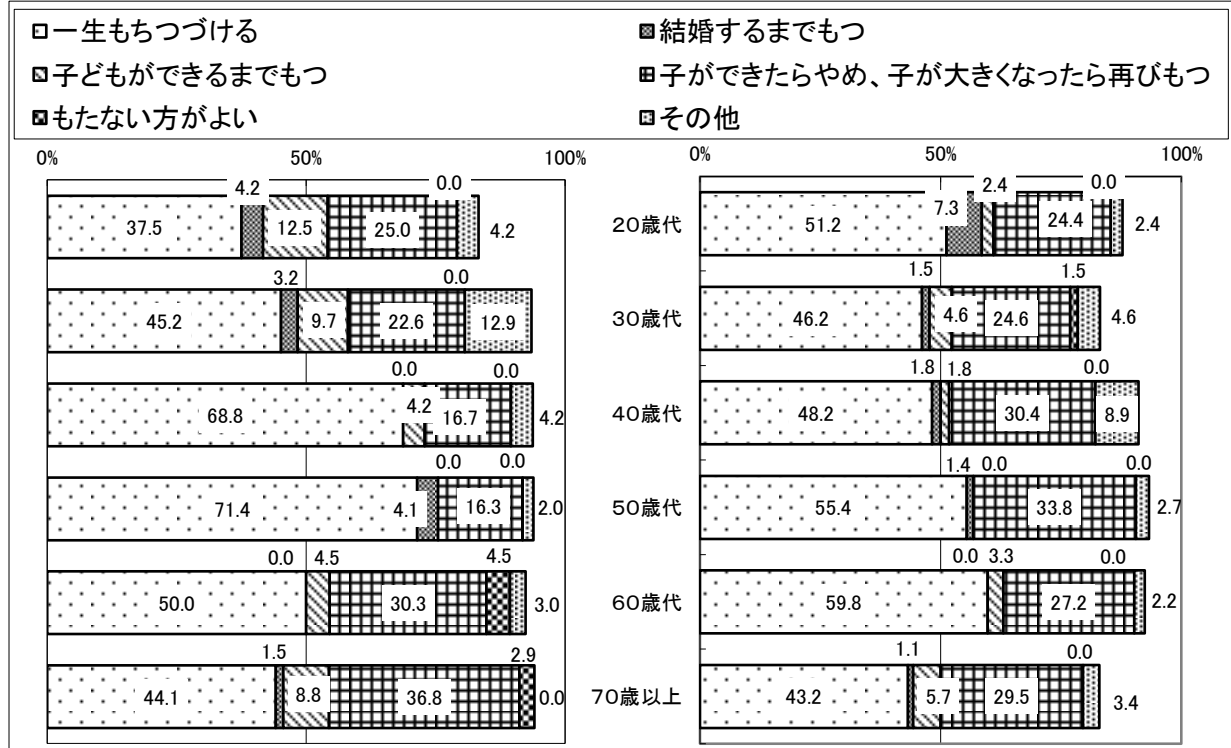 一生もちつづける 結婚するまでもつ
子どもができるまでもつ 子ができたらやめ、子が大きくなったら再びもつ
もたない方がよい その他
0% 50% 100% 0% 50% 100%
4.2 0.0 2.4 0.0
37.5 12.5 25.0 4.2 20歳代 51.2 7.3 24.4 2.4
3.2 0.0 1.5 1.5
45.2 9.7 22.6 12.9 30歳代 46.2 4.6 24.6 4.6
0.0 0.0 1.8 1.8 0.0
68.8 4.2 16.7 4.2 40歳代 48.2 30.4 8.9
0.0 0.0 1.4 0.0 0.0
71.4 4.1 16.3 2.0 50歳代 55.4 33.8 2.7
0.0 4.5 4.5 0.0 3.3 0.0
50.0 30.3 3.0 60歳代 59.8 27.2 2.2
1.5 2.9 1.1 0.0
44.1 8.8 36.8 0.0 70歳以上 43.2 5.7 29.5 3.4